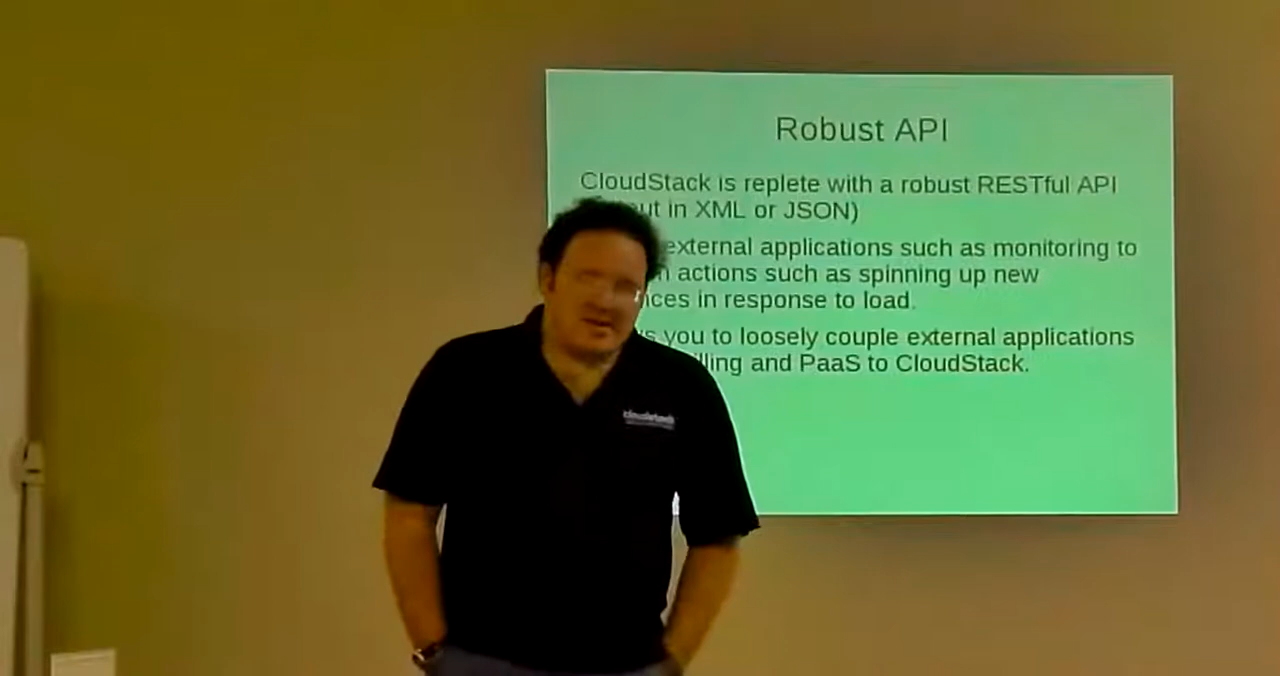 Robust API
CloudStack is replete with a robust RESTful API
in XML or JSON)
external applications such as monitoring to
actions such as spinning up new
in response to load.
you to loosely couple external applications
and PaaS to CloudStack.
cloudstack